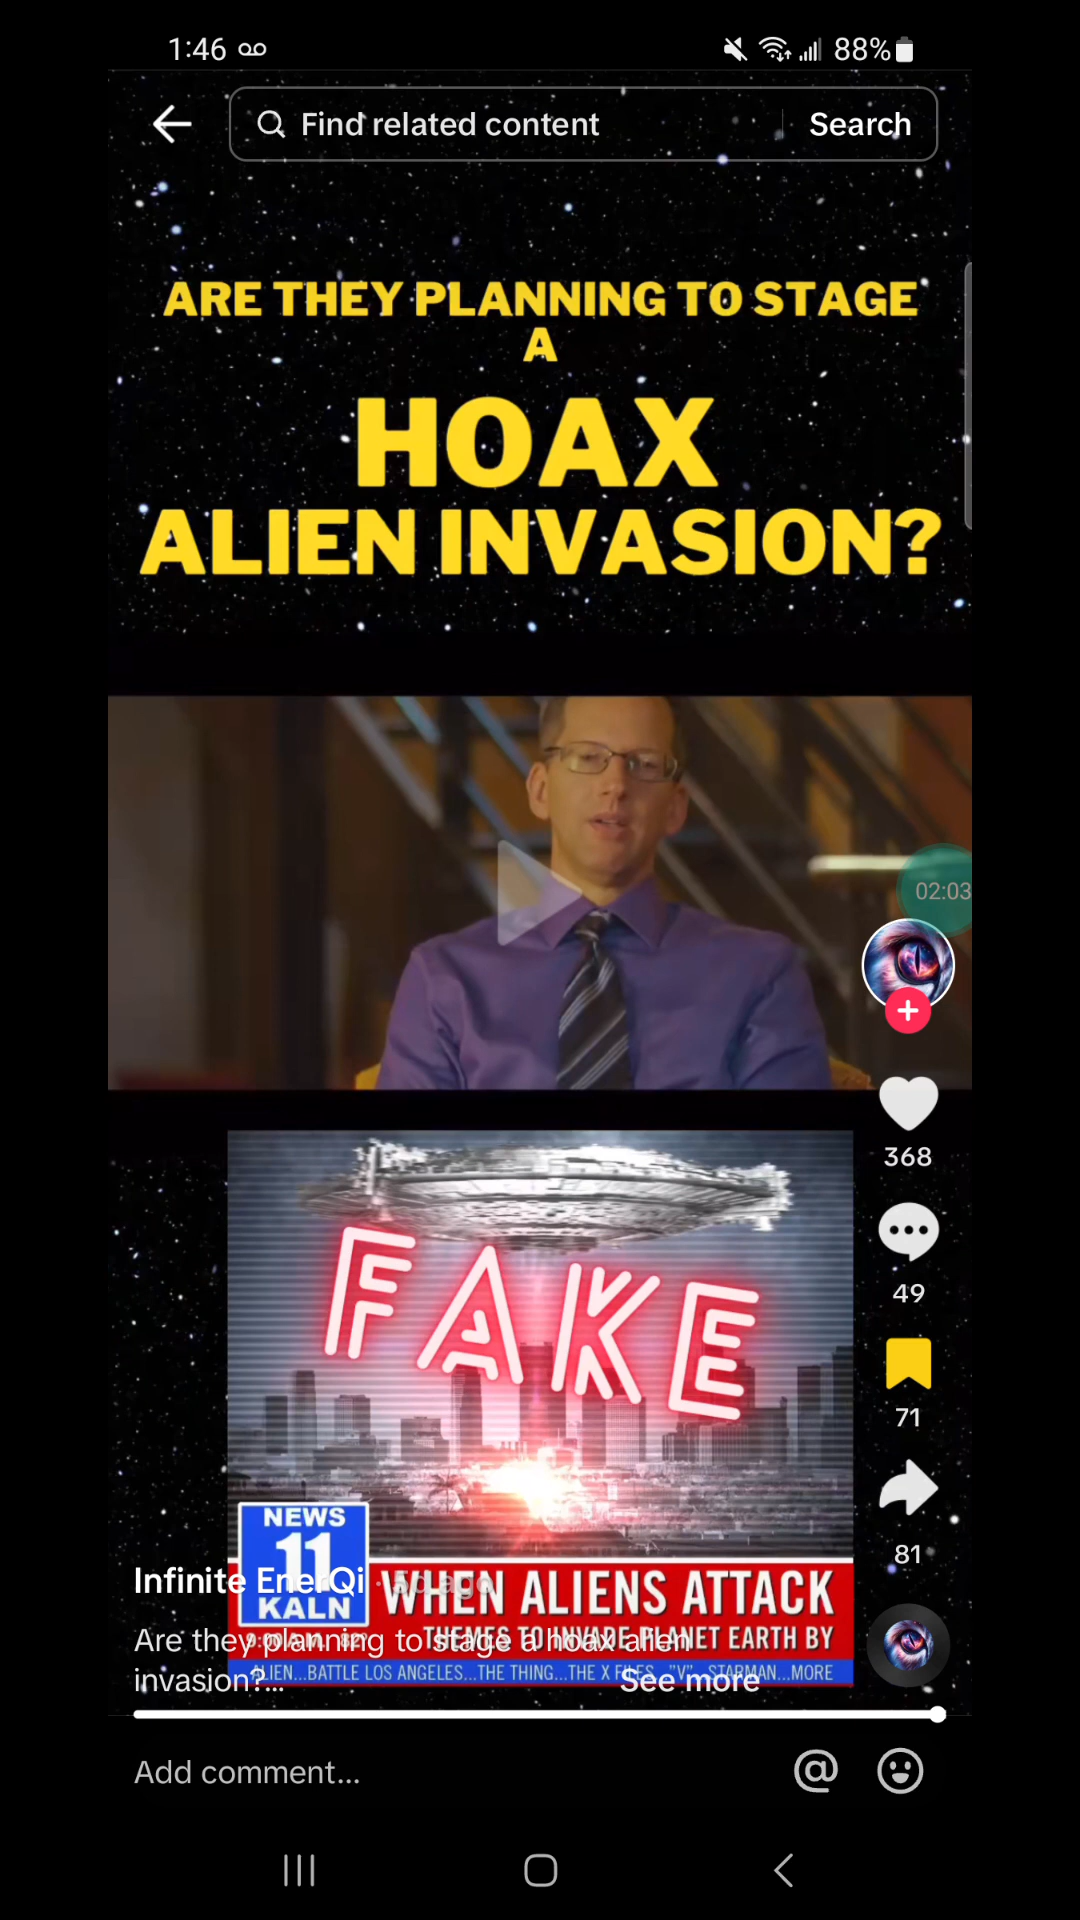 1:46
88%
Find related content
Search
ARE THEY PLANNING TO STAGE
A
HOAX
ALIEN INVASION?
02:03
368
FAKE
49
71
81
NEWS
11
KALN
WHEN ALIENS ATTACK
THEMES TO INVADE PLANET EARTH BY
ALIEN...BATTLE LOS ANGELES...THE THING...THE X FILES..."V"...STARMAN...MORE
Infinite EnerQi · 5d ago
Are they planning to stage a hoax alien
invasion?...
See more
Add comment...